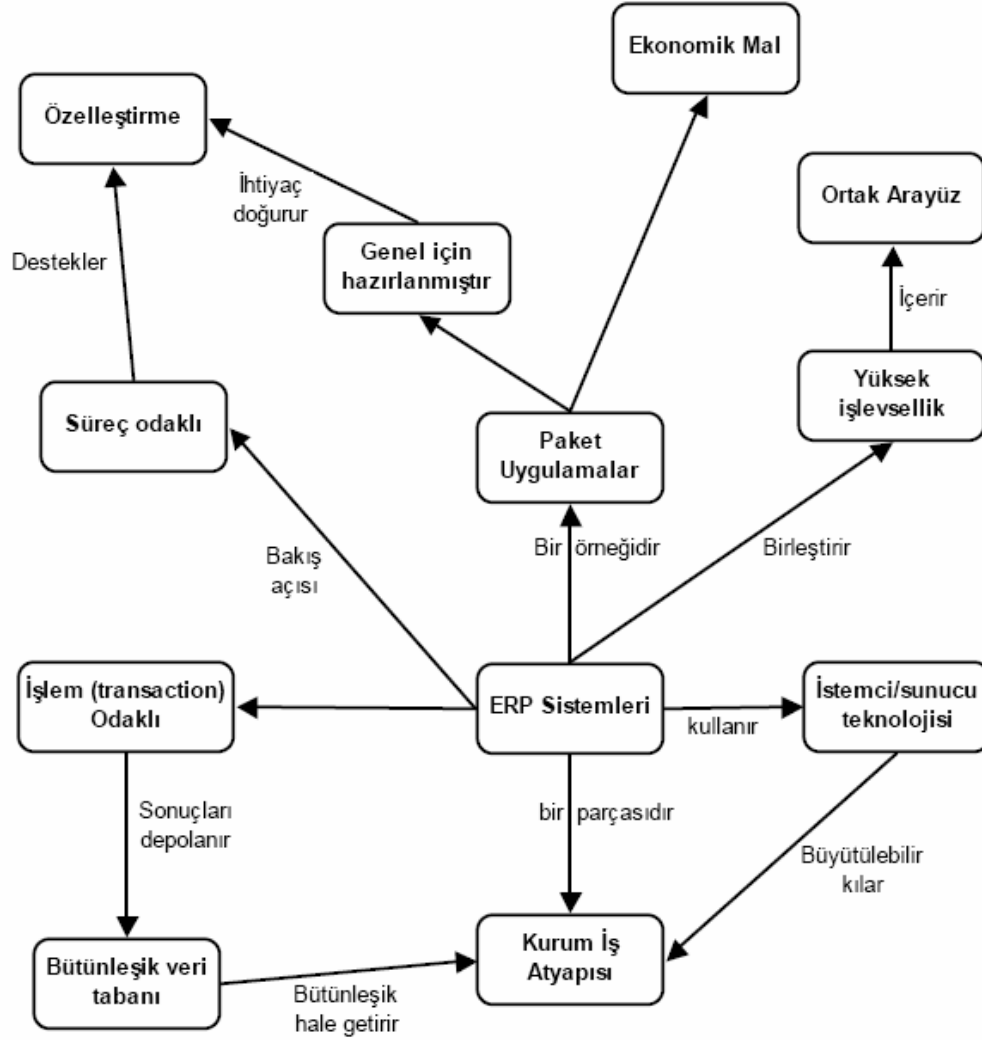 Ekonomik Mal
Özelleştirme
Ortak Arayüz
İhtiyaç
doğurur
Genel için
hazırlanmıştır
Destekler
İçerir
Süreç odaklı
Yüksek
işlevsellik
Paket
Uygulamalar
Bakış
açısı
Bir örneğidir
Birleştirir
İşlem (transaction)
Odaklı
ERP Sistemleri
kullanır
İstemci/sunucu
teknolojisi
Sonuçları
depolanır
bir parçasıdır
Büyütülebilir
kılar
Bütünleşik veri
tabanı
Bütünleşik
hale getirir
Kurum İş
Atyapısı